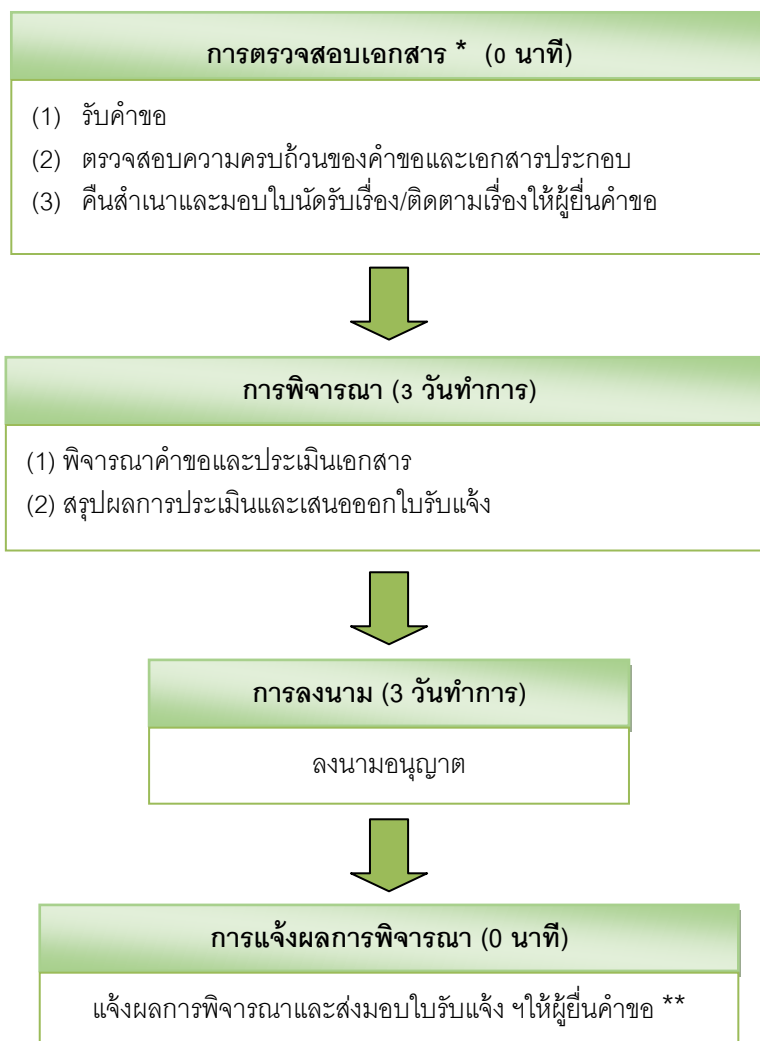 การตรวจสอบเอกสาร * (0 นาที)
(1) รับคำขอ
(2) ตรวจสอบความครบถ้วนของคำขอและเอกสารประกอบ
(3) คืนสำเนาและมอบใบนัดรับเรื่อง/ติดตามเรื่องให้ผู้ยื่นคำขอ
การพิจารณา (3 วันทำการ)
(1) พิจารณาคำขอและประเมินเอกสาร
(2) สรุปผลการประเมินและเสนอออกใบรับแจ้ง
การลงนาม (3 วันทำการ)
ลงนามอนุญาต
การแจ้งผลการพิจารณา (0 นาที)
แจ้งผลการพิจารณาและส่งมอบใบรับแจ้ง ฯให้ผู้ยื่นคำขอ **